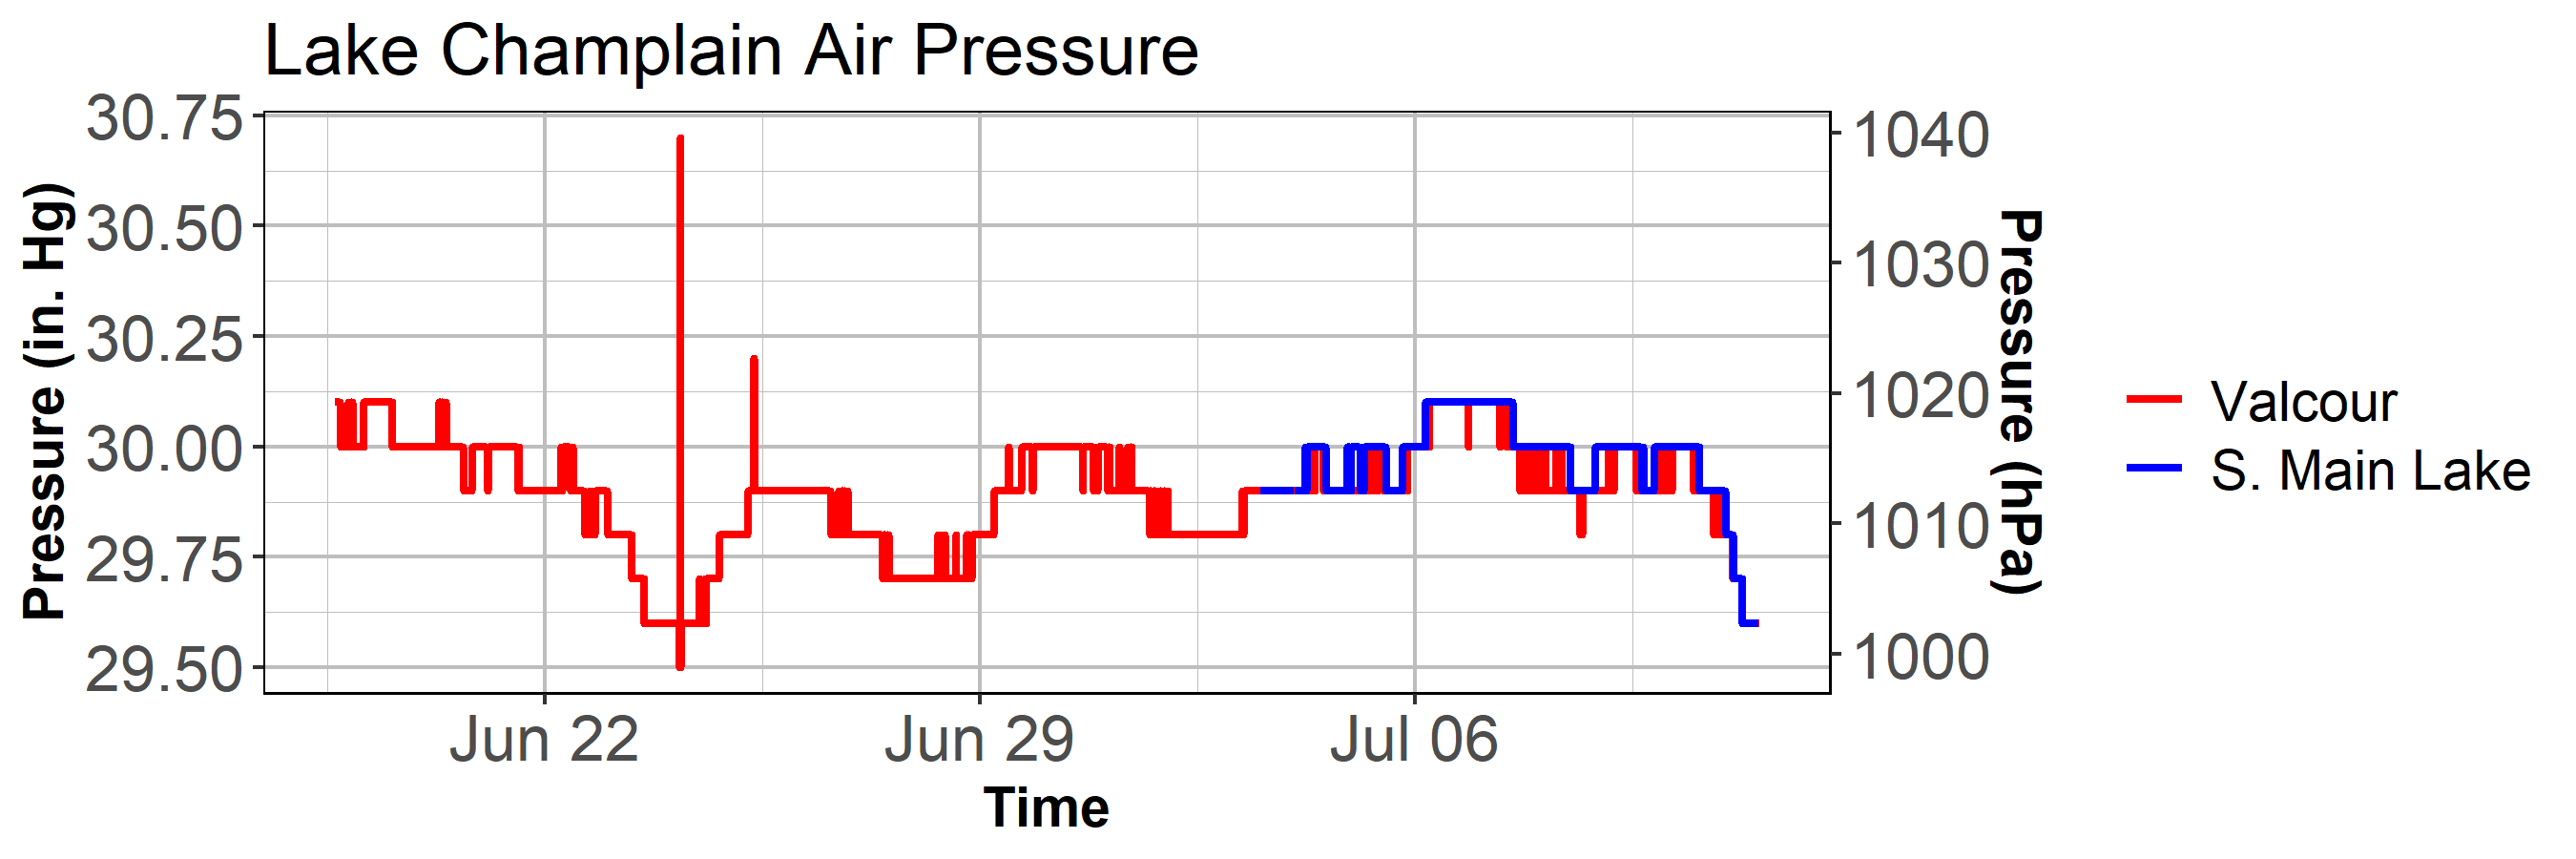 Lake Champlain Air Pressure
30.75
30.50
30.25
30.00
29.75
29.50
Pressure (in. Hg)
1040
1030
1020
1010
1000
Pressure (hPa)
Jun 22
Jun 29
Jul 06
Time
Valcour
S. Main Lake